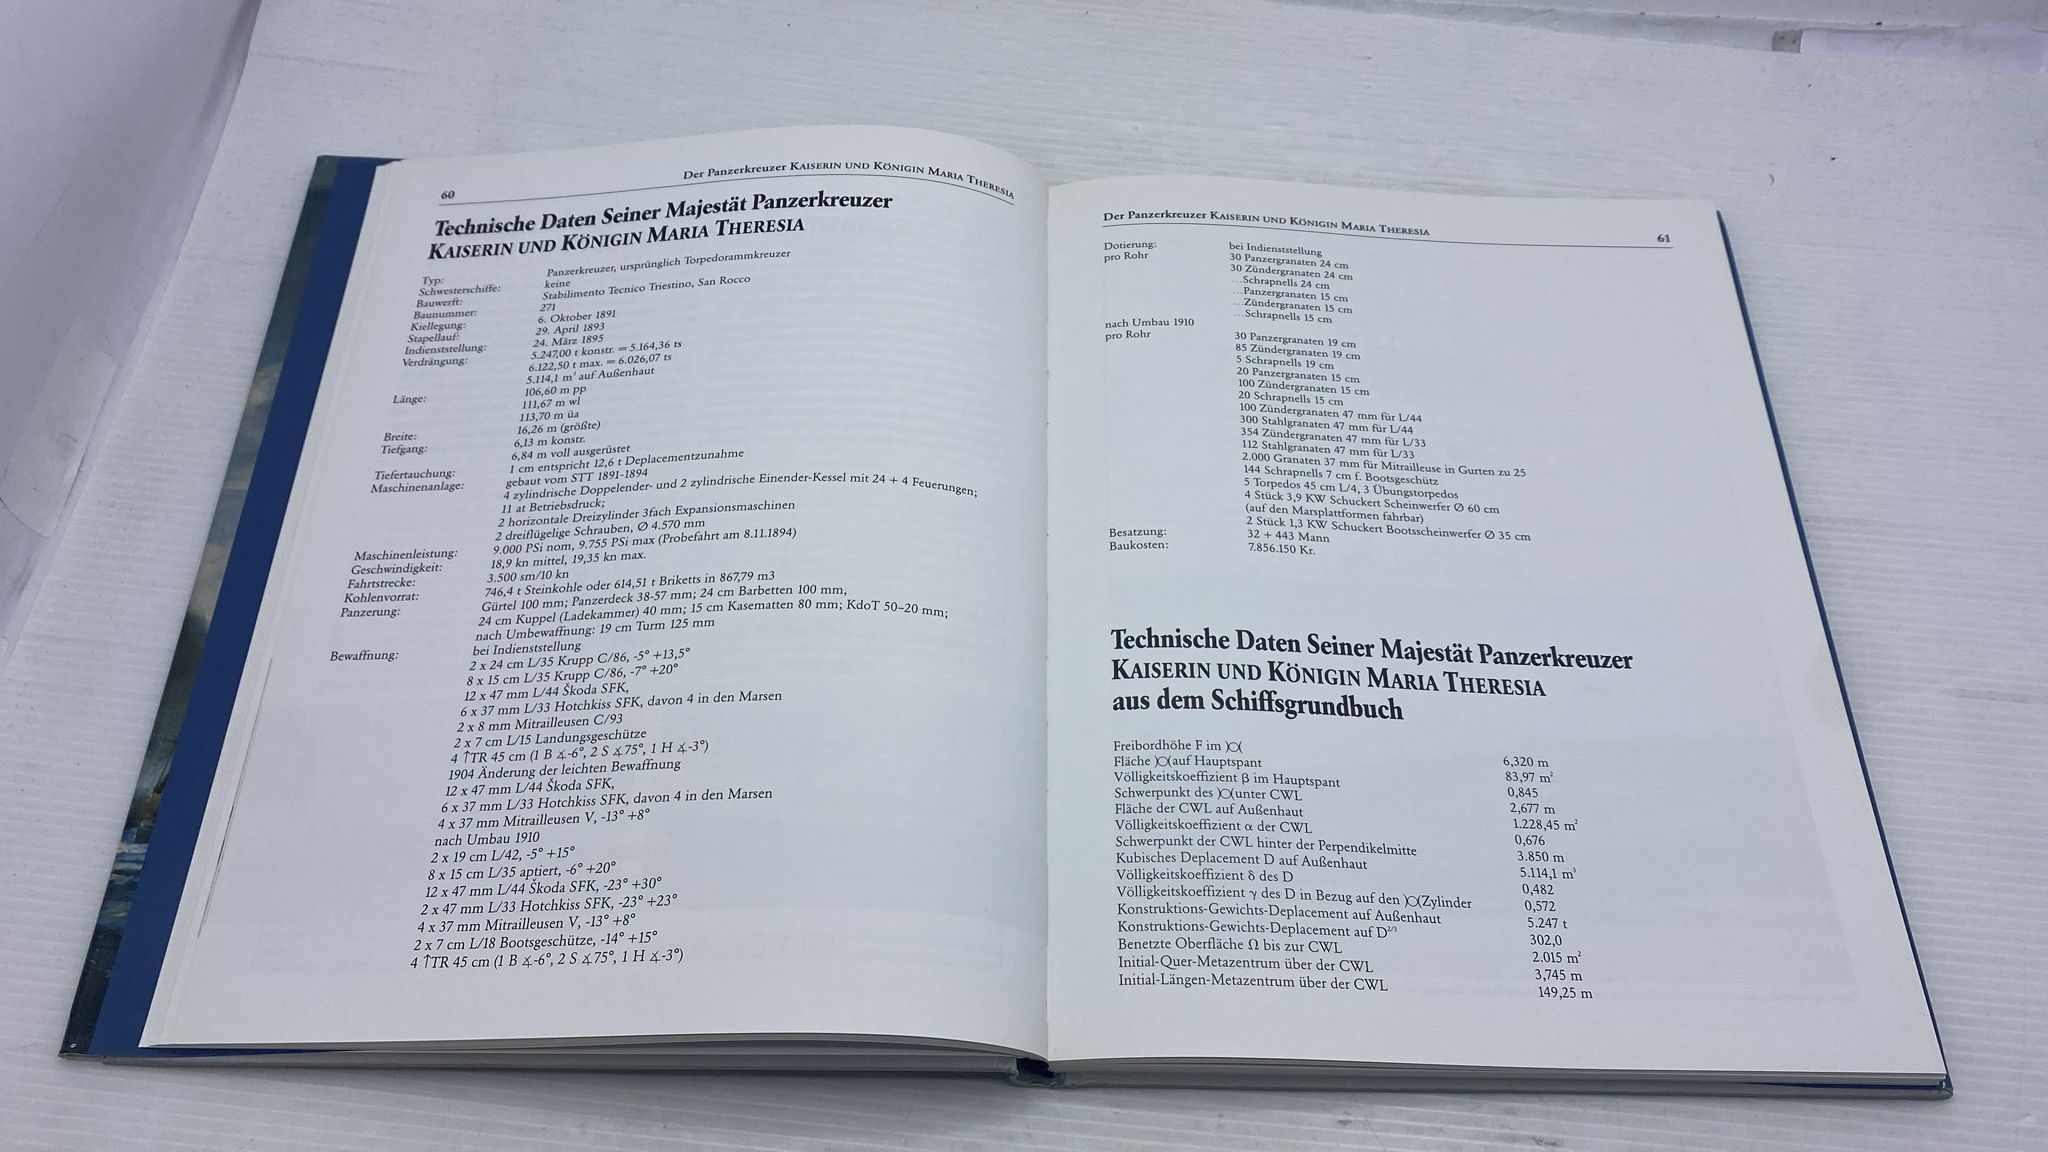 60
Der Panzerkreuzer KAISERIN UND KÖNIGIN MARIA THERESIA
Technische Daten Seiner Majestät Panzerkreuzer
KAISERIN UND KÖNIGIN MARIA THERESIA
Typ: Panzerkreuzer, ursprünglich Torpedorammkreuzer
Schwesterschiffe: keine
Bauwerft: Stabilimento Tecnico Triestino, San Rocco
Baunummer: 271
Kiellegung: 6. Oktober 1891
Stapellauf: 29. April 1893
Indienststellung: 24. März 1895
Verdrängung: 5.247,00 t konstr. = 5.164,36 ts
6.122,50 t max. = 6.026,07 ts
5.114,1 m³ auf Außenhaut
Länge: 106,60 m pp
111,67 m wl
113,70 m üa
Breite: 16,26 m (größte)
Tiefgang: 6,13 m konstr.
6,84 m voll ausgerüstet
Tiefertauchung: 1 cm entspricht 12,6 t Deplacementzunahme
Maschinenanlage: gebaut vom STT 1891-1894
4 zylindrische Doppelender- und 2 zylindrische Einender-Kessel mit 24 + 4 Feuerungen;
11 at Betriebsdruck;
2 horizontale Dreizylinder 3fach Expansionsmaschinen
2 dreiflügelige Schrauben, Ø 4.570 mm
Maschinenleistung: 9.000 PSi nom, 9.755 PSi max (Probefahrt am 8.11.1894)
Geschwindigkeit: 18,9 kn mittel, 19,35 kn max.
Fahrtstrecke: 3.500 sm/10 kn
Kohlenvorrat: 746,4 t Steinkohle oder 614,51 t Briketts in 867,79 m3
Panzerung: Gürtel 100 mm; Panzerdeck 38-57 mm; 24 cm Barbetten 100 mm,
24 cm Kuppel (Ladekammer) 40 mm; 15 cm Kasematten 80 mm; KdoT 50–20 mm;
nach Umbewaffnung: 19 cm Turm 125 mm
Bewaffnung: bei Indienststellung
2 x 24 cm L/35 Krupp C/86, -5° +13,5°
8 x 15 cm L/35 Krupp C/86, -7° +20°
12 x 47 mm L/44 Škoda SFK,
6 x 37 mm L/33 Hotchkiss SFK, davon 4 in den Marsen
2 x 8 mm Mitrailleusen C/93
2 x 7 cm L/15 Landungsgeschütze
4 ↑TR 45 cm (1 B ∡-6°, 2 S ∡75°, 1 H ∡-3°)
1904 Änderung der leichten Bewaffnung
12 x 47 mm L/44 Škoda SFK,
6 x 37 mm L/33 Hotchkiss SFK, davon 4 in den Marsen
4 x 37 mm Mitrailleusen V, -13° +8°
nach Umbau 1910
2 x 19 cm L/42, -5° +15°
8 x 15 cm L/35 aptiert, -6° +20°
12 x 47 mm L/44 Škoda SFK, -23° +30°
2 x 47 mm L/33 Hotchkiss SFK, -23° +23°
4 x 37 mm Mitrailleusen V, -13° +8°
2 x 7 cm L/18 Bootsgeschütze, -14° +15°
4 ↑TR 45 cm (1 B ∡-6°, 2 S ∡75°, 1 H ∡-3°)
Der Panzerkreuzer KAISERIN UND KÖNIGIN MARIA THERESIA
61
Dotierung: bei Indienststellung
pro Rohr 30 Panzergranaten 24 cm
30 Zündergranaten 24 cm
…Schrapnells 24 cm
…Panzergranaten 15 cm
…Zündergranaten 15 cm
…Schrapnells 15 cm
nach Umbau 1910
pro Rohr 30 Panzergranaten 19 cm
85 Zündergranaten 19 cm
5 Schrapnells 19 cm
20 Panzergranaten 15 cm
100 Zündergranaten 15 cm
20 Schrapnells 15 cm
100 Zündergranaten 47 mm für L/44
300 Stahlgranaten 47 mm für L/44
354 Zündergranaten 47 mm für L/33
112 Stahlgranaten 47 mm für L/33
2.000 Granaten 37 mm für Mitrailleuse in Gurten zu 25
144 Schrapnells 7 cm f. Bootsgeschütz
5 Torpedos 45 cm L/4, 3 Übungstorpedos
4 Stück 3,9 KW Schuckert Scheinwerfer Ø 60 cm
(auf den Marsplattformen fahrbar)
2 Stück 1,3 KW Schuckert Bootsscheinwerfer Ø 35 cm
Besatzung: 32 + 443 Mann
Baukosten: 7.856.150 Kr.
Technische Daten Seiner Majestät Panzerkreuzer
KAISERIN UND KÖNIGIN MARIA THERESIA
aus dem Schiffsgrundbuch
Freibordhöhe F im )O( 6,320 m
Fläche )O( auf Hauptspant 83,97 m²
Völligkeitskoeffizient β im Hauptspant 0,845
Schwerpunkt des )O( unter CWL 2,677 m
Fläche der CWL auf Außenhaut 1.228,45 m²
Völligkeitskoeffizient α der CWL 0,676
Schwerpunkt der CWL hinter der Perpendikelmitte 3.850 m
Kubisches Deplacement D auf Außenhaut 5.114,1 m³
Völligkeitskoeffizient δ des D 0,482
Völligkeitskoeffizient γ des D in Bezug auf den )O( Zylinder 0,572
Konstruktions-Gewichts-Deplacement auf Außenhaut 5.247 t
Konstruktions-Gewichts-Deplacement auf D²/³ 302,0
Benetzte Oberfläche Ω bis zur CWL 2.015 m²
Initial-Quer-Metazentrum über der CWL 3,745 m
Initial-Längen-Metazentrum über der CWL 149,25 m